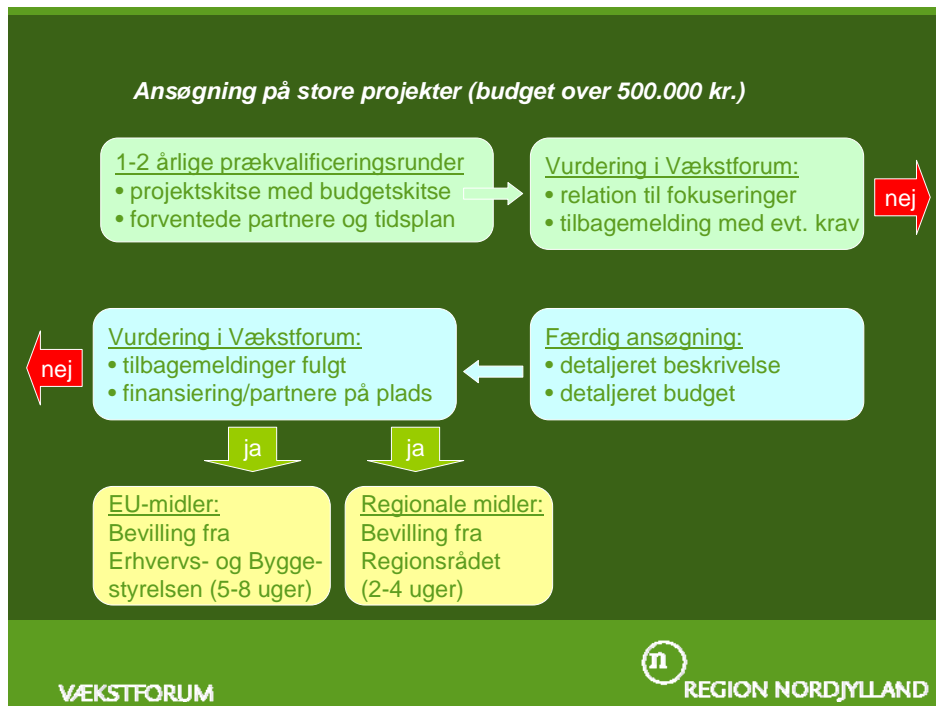 Ansøgning på store projekter (budget over 500.000 kr.)
1-2 årlige prækvalificeringsrunder
• projektskitse med budgetskitse
• forventede partnere og tidsplan
Vurdering i Vækstforum:
• relation til fokuseringer
• tilbagemelding med evt. krav
nej
nej
Vurdering i Vækstforum:
• tilbagemeldinger fulgt
• finansiering/partnere på plads
Færdig ansøgning:
• detaljeret beskrivelse
• detaljeret budget
ja
ja
EU-midler:
Bevilling fra
Erhvervs- og Bygge-
styrelsen (5-8 uger)
Regionale midler:
Bevilling fra
Regionsrådet
(2-4 uger)
VÆKSTFORUM
n
REGION NORDJYLLAND